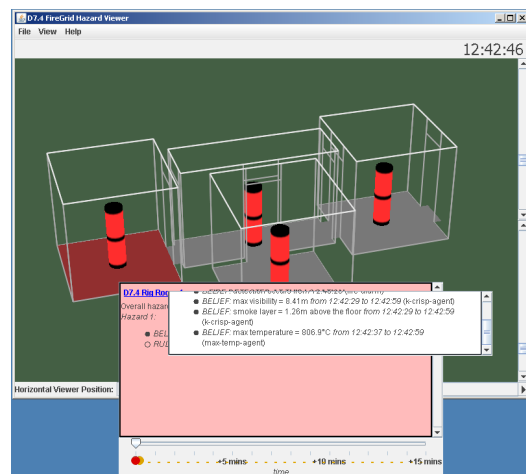 D7.4 FireGrid Hazard Viewer
File View Help
12:42:46
D7.4 Rig Roo
Overall hazar
Hazard 1:
BEL
RUL
BELIEF:
BELIEF: max visibility = 8.41m from 12:42:29 to 12:42:59 (k-crisp-agent)
BELIEF: smoke layer = 1.26m above the floor from 12:42:29 to 12:42:59
(k-crisp-agent)
BELIEF: max temperature = 806.9°C from 12:42:37 to 12:42:59
(max-temp-agent)
Horizontal Viewer Position:
+5 mins +10 mins +15 mins
time